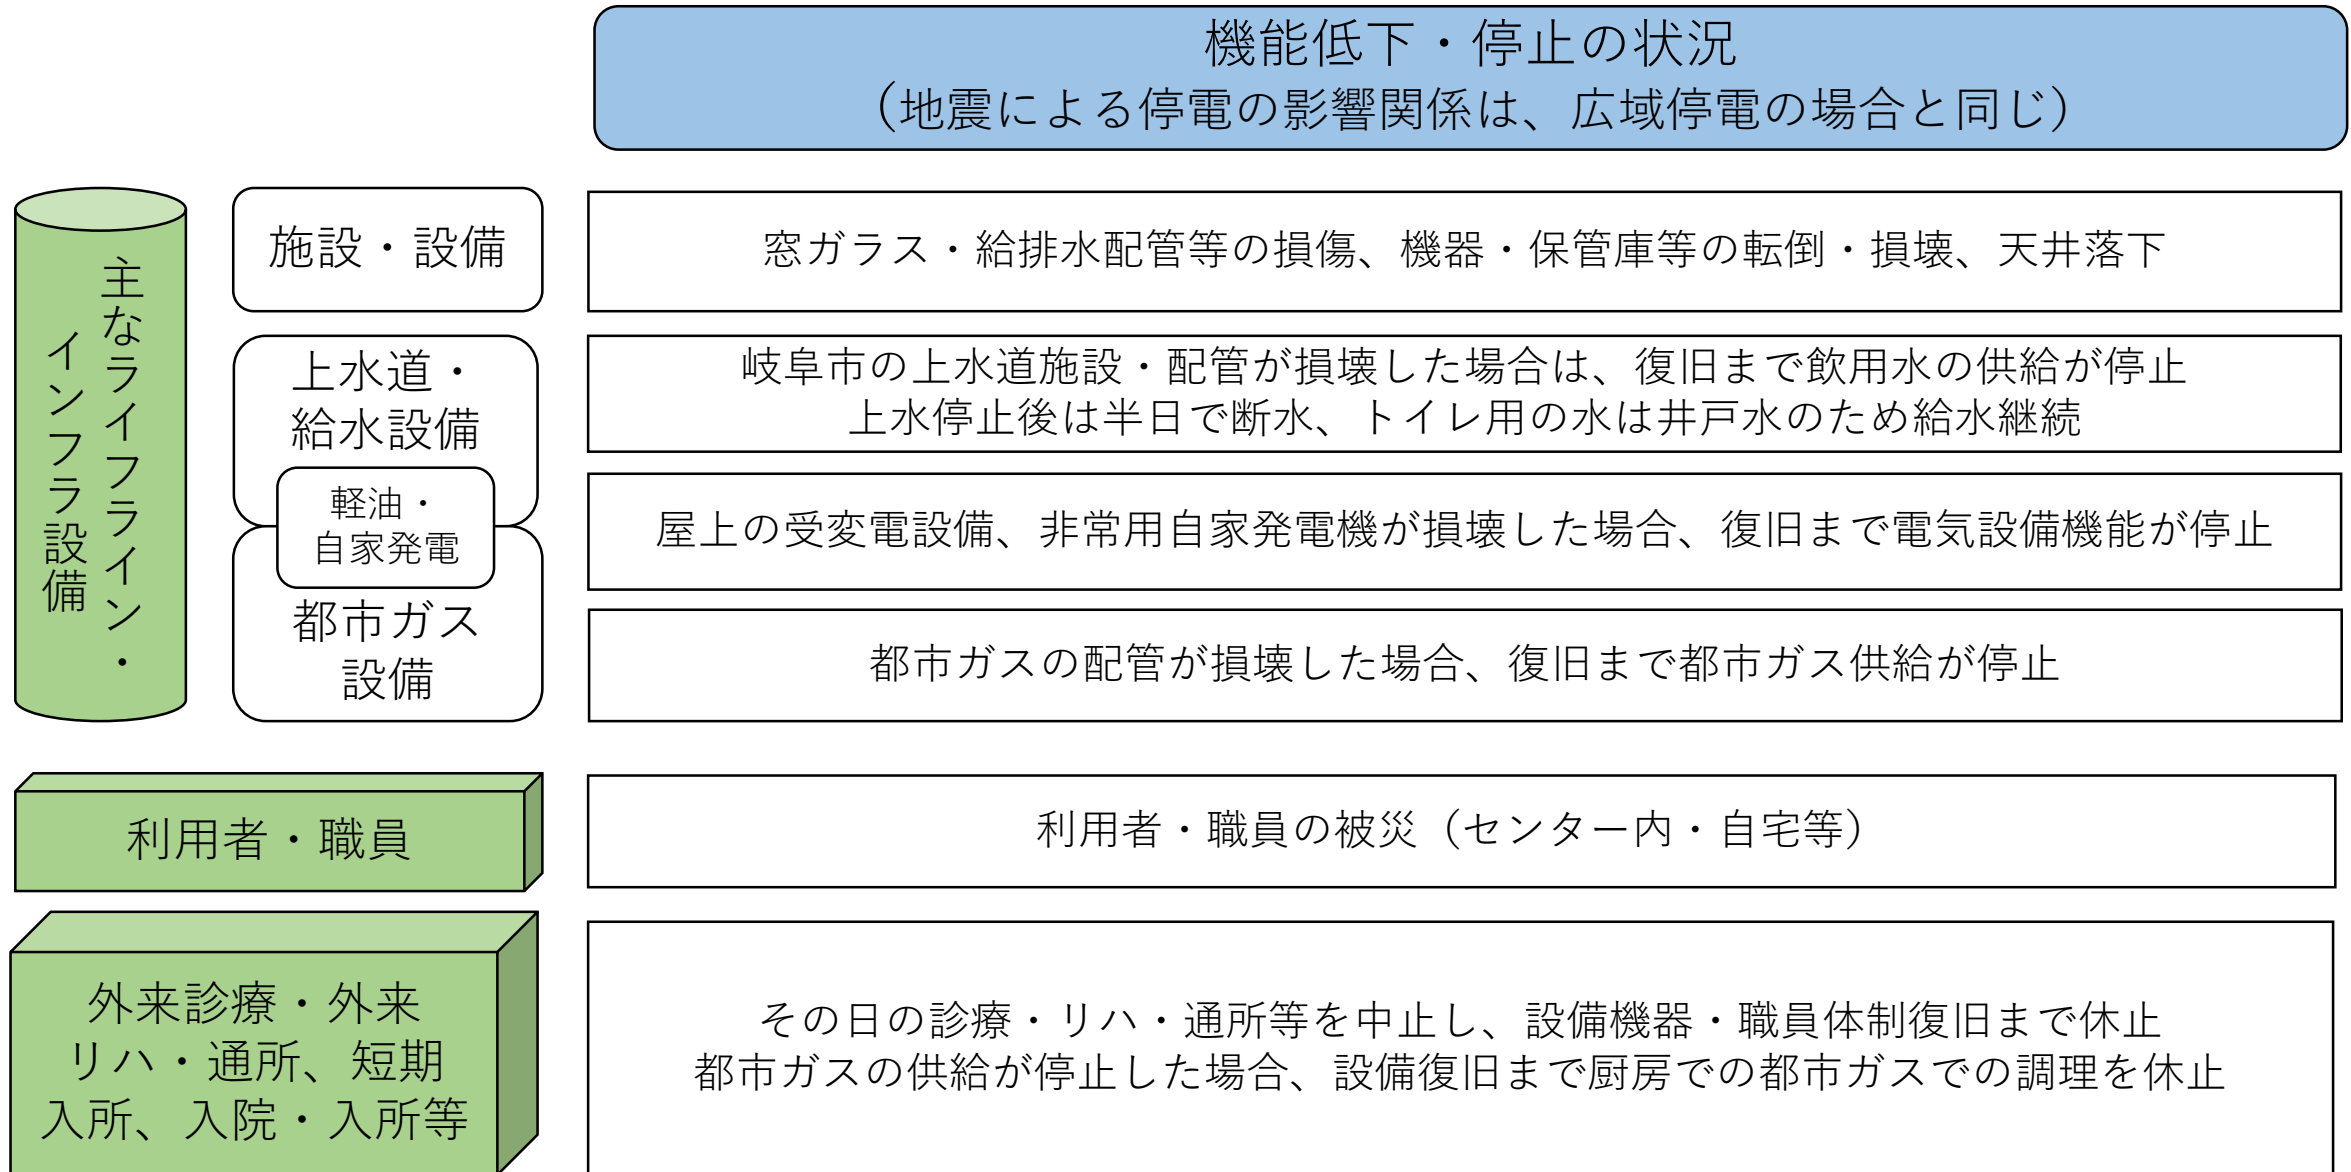 機能低下・停止の状況
（地震による停電の影響関係は、広域停電の場合と同じ）
主なライフライン・
インフラ設備
施設・設備
窓ガラス・給排水配管等の損傷、機器・保管庫等の転倒・損壊、天井落下
上水道・
給水設備
岐阜市の上水道施設・配管が損壊した場合は、復旧まで飲用水の供給が停止
上水停止後は半日で断水、トイレ用の水は井戸水のため給水継続
軽油・
自家発電
屋上の受変電設備、非常用自家発電機が損壊した場合、復旧まで電気設備機能が停止
都市ガス
設備
都市ガスの配管が損壊した場合、復旧まで都市ガス供給が停止
利用者・職員
利用者・職員の被災（センター内・自宅等）
外来診療・外来
リハ・通所、短期
入所、入院・入所等
その日の診療・リハ・通所等を中止し、設備機器・職員体制復旧まで休止
都市ガスの供給が停止した場合、設備復旧まで厨房での都市ガスでの調理を休止